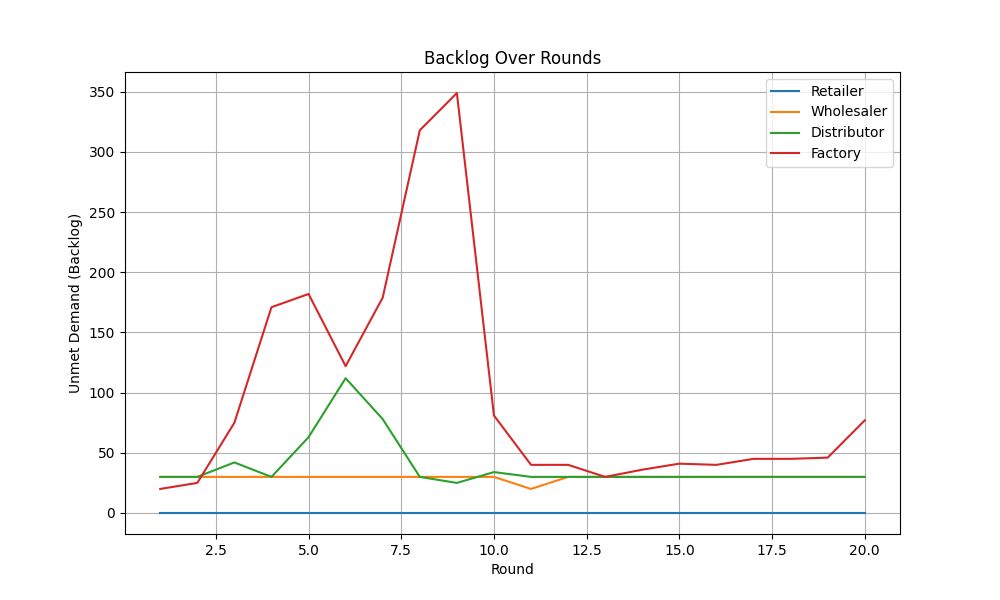 Backlog Over Rounds
Retailer
Wholesaler
Distributor
Factory
Unmet Demand (Backlog)
350
300
250
200
150
100
50
0
2.5 5.0 7.5 10.0 12.5 15.0 17.5 20.0
Round